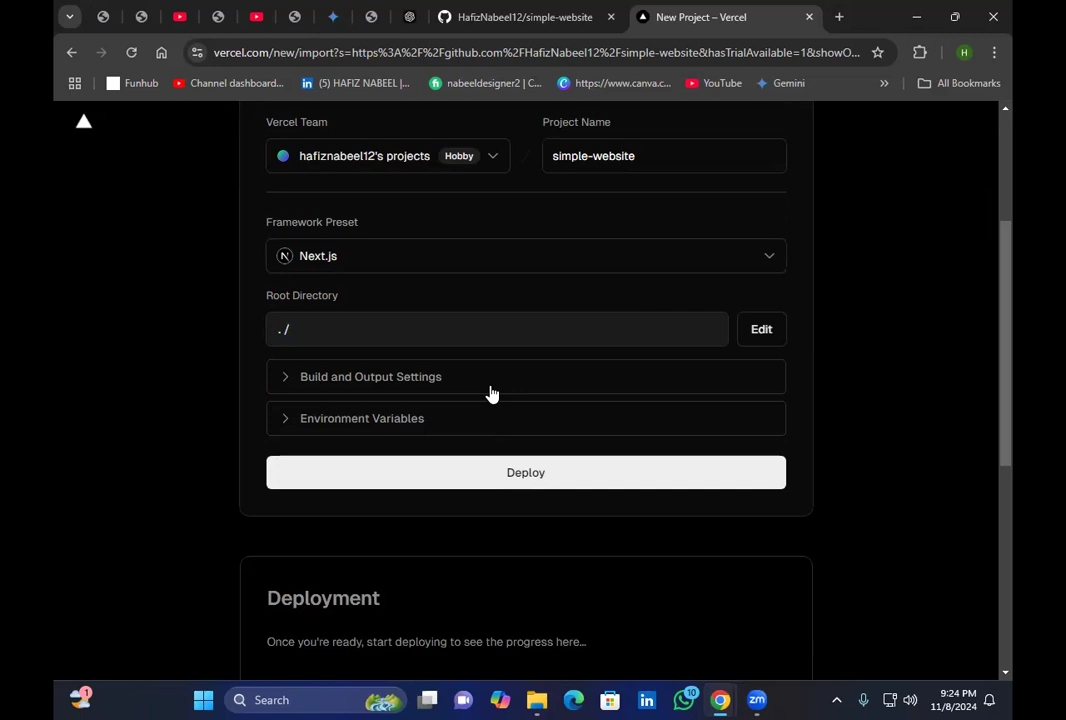 HafizNabeel12/simple-website
New Project – Vercel
vercel.com/new/import?s=https%3A%2F%2Fgithub.com%2FHafizNabeel12%2Fsimple-website&hasTrialAvailable=1&showO...
H
Funhub
Channel dashboard...
(5) HAFIZ NABEEL |...
nabeeldesigner2 | C...
https://www.canva.c...
YouTube
Gemini
»
All Bookmarks
Vercel Team
Project Name
hafiznabeel12's projects
Hobby
simple-website
Framework Preset
N
Next.js
Root Directory
./
Edit
Build and Output Settings
Environment Variables
Deploy
Deployment
Once you're ready, start deploying to see the progress here...
1
Search
10
zm
9:24 PM
11/8/2024